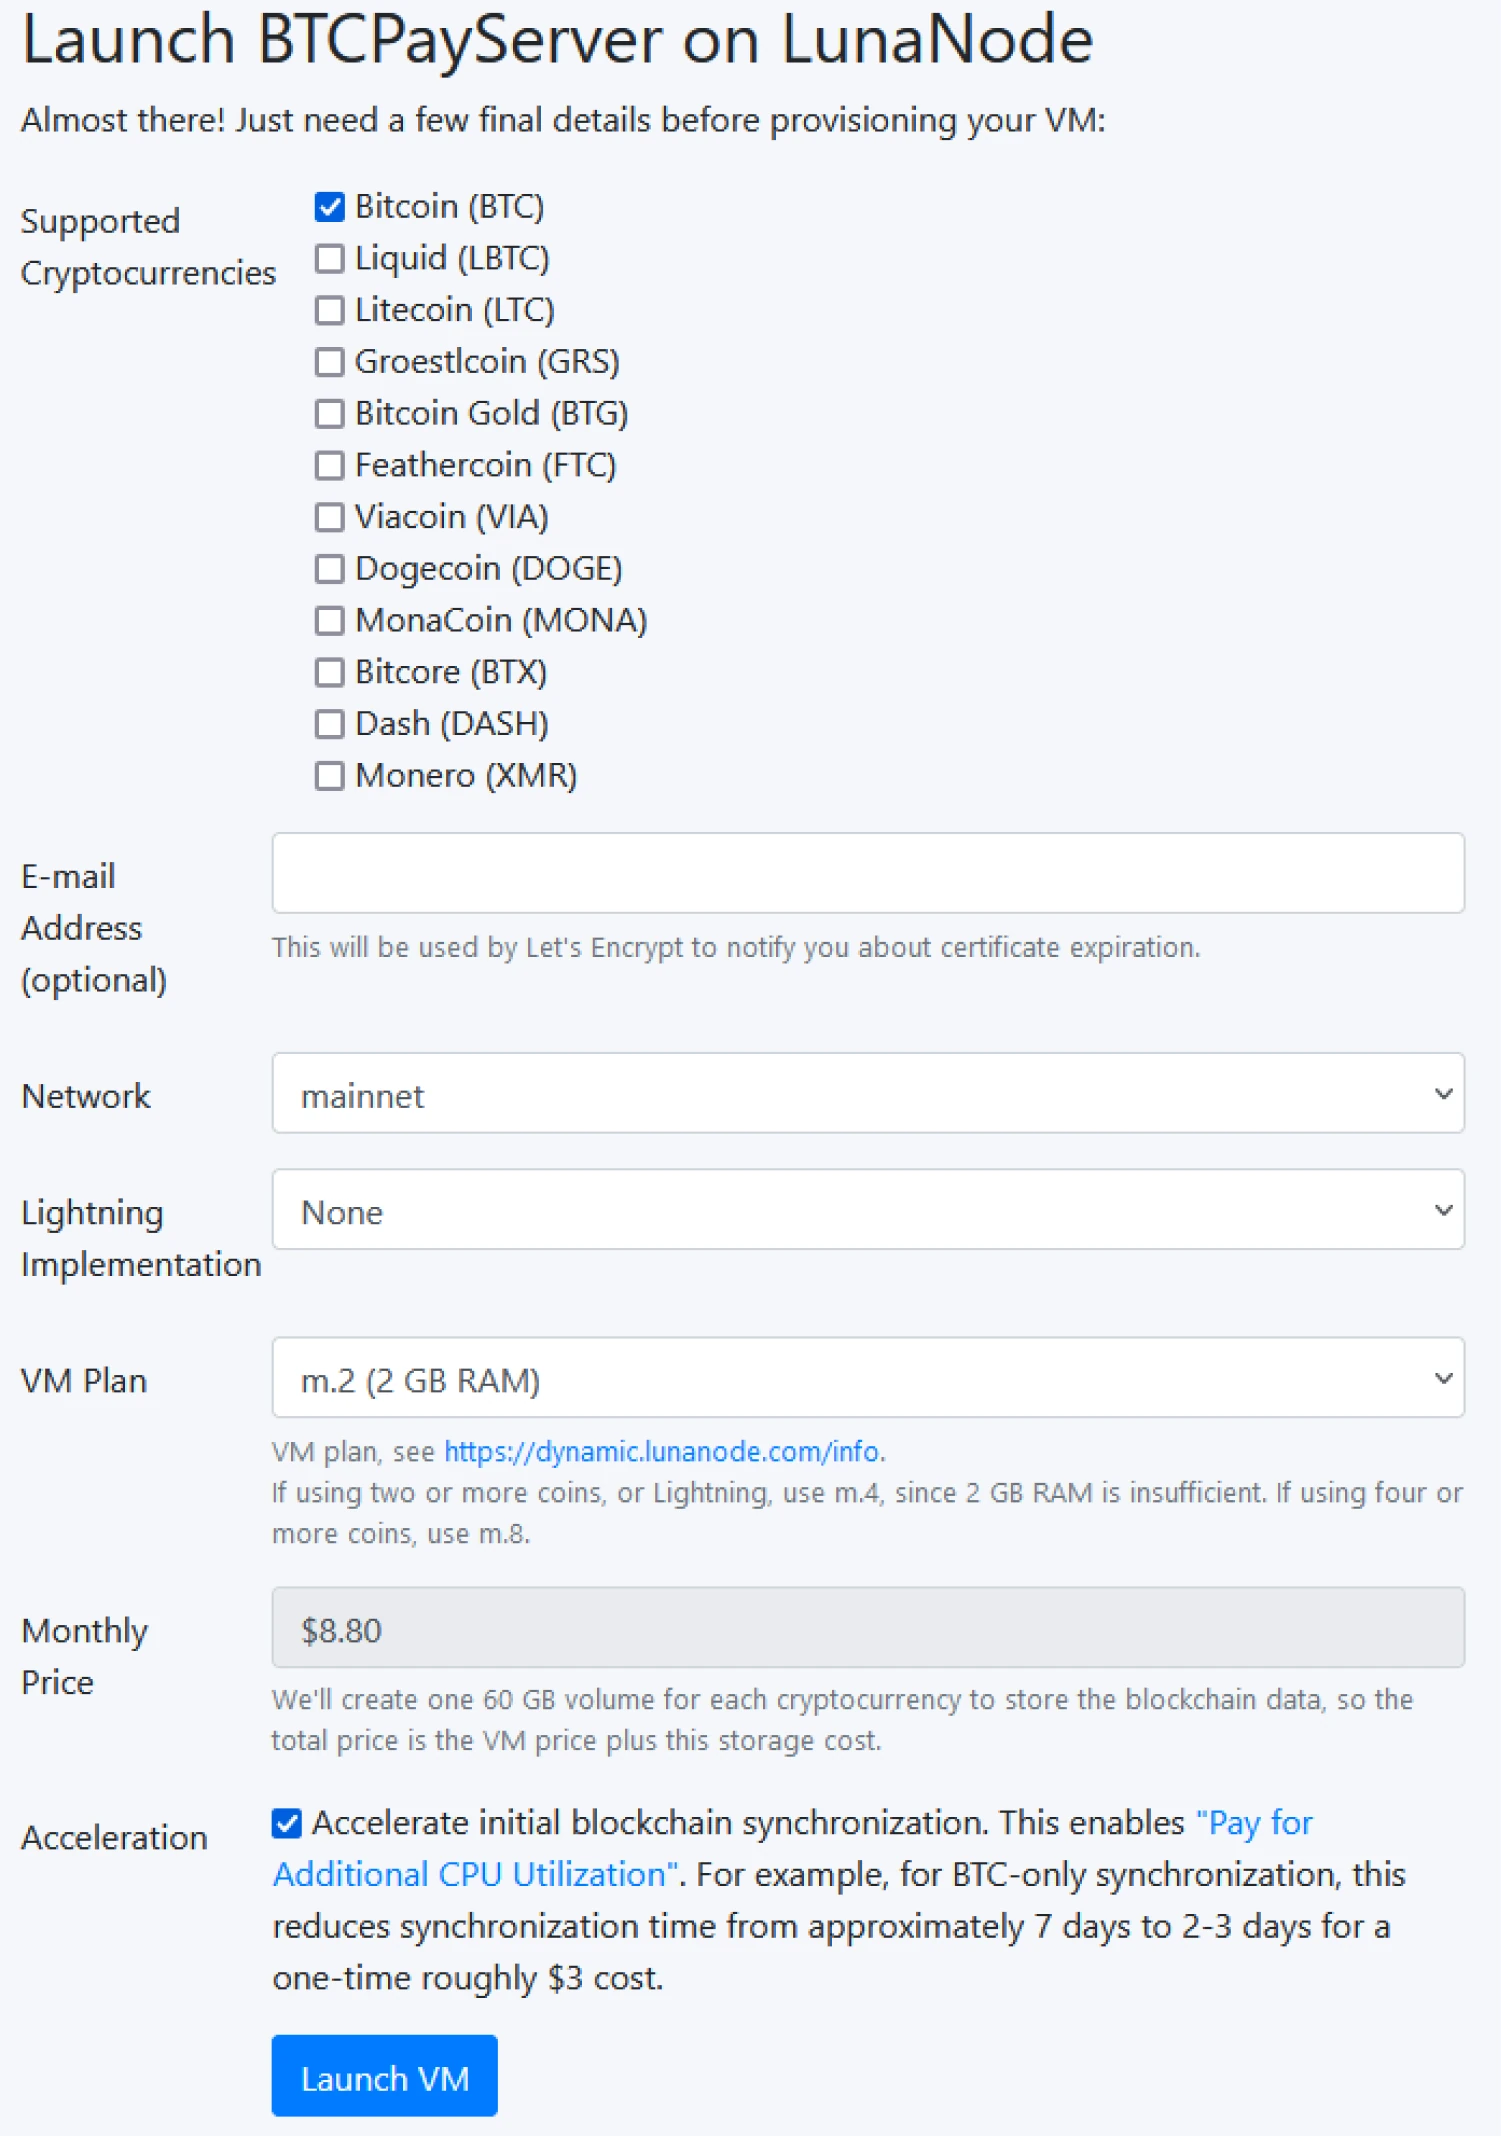 Launch BTCPayServer on LunaNode
Almost there! Just need a few final details before provisioning your VM:
Supported
Cryptocurrencies
Bitcoin (BTC)
Liquid (LBTC)
Litecoin (LTC)
Groestlcoin (GRS)
Bitcoin Gold (BTG)
Feathercoin (FTC)
Viacoin (VIA)
Dogecoin (DOGE)
MonaCoin (MONA)
Bitcore (BTX)
Dash (DASH)
Monero (XMR)
E-mail
Address
(optional)
This will be used by Let's Encrypt to notify you about certificate expiration.
Network
mainnet
Lightning
Implementation
None
VM Plan
m.2 (2 GB RAM)
VM plan, see https://dynamic.lunanode.com/info.
If using two or more coins, or Lightning, use m.4, since 2 GB RAM is insufficient. If using four or
more coins, use m.8.
Monthly
Price
$8.80
We'll create one 60 GB volume for each cryptocurrency to store the blockchain data, so the
total price is the VM price plus this storage cost.
Acceleration
Accelerate initial blockchain synchronization. This enables "Pay for
Additional CPU Utilization". For example, for BTC-only synchronization, this
reduces synchronization time from approximately 7 days to 2-3 days for a
one-time roughly $3 cost.
Launch VM